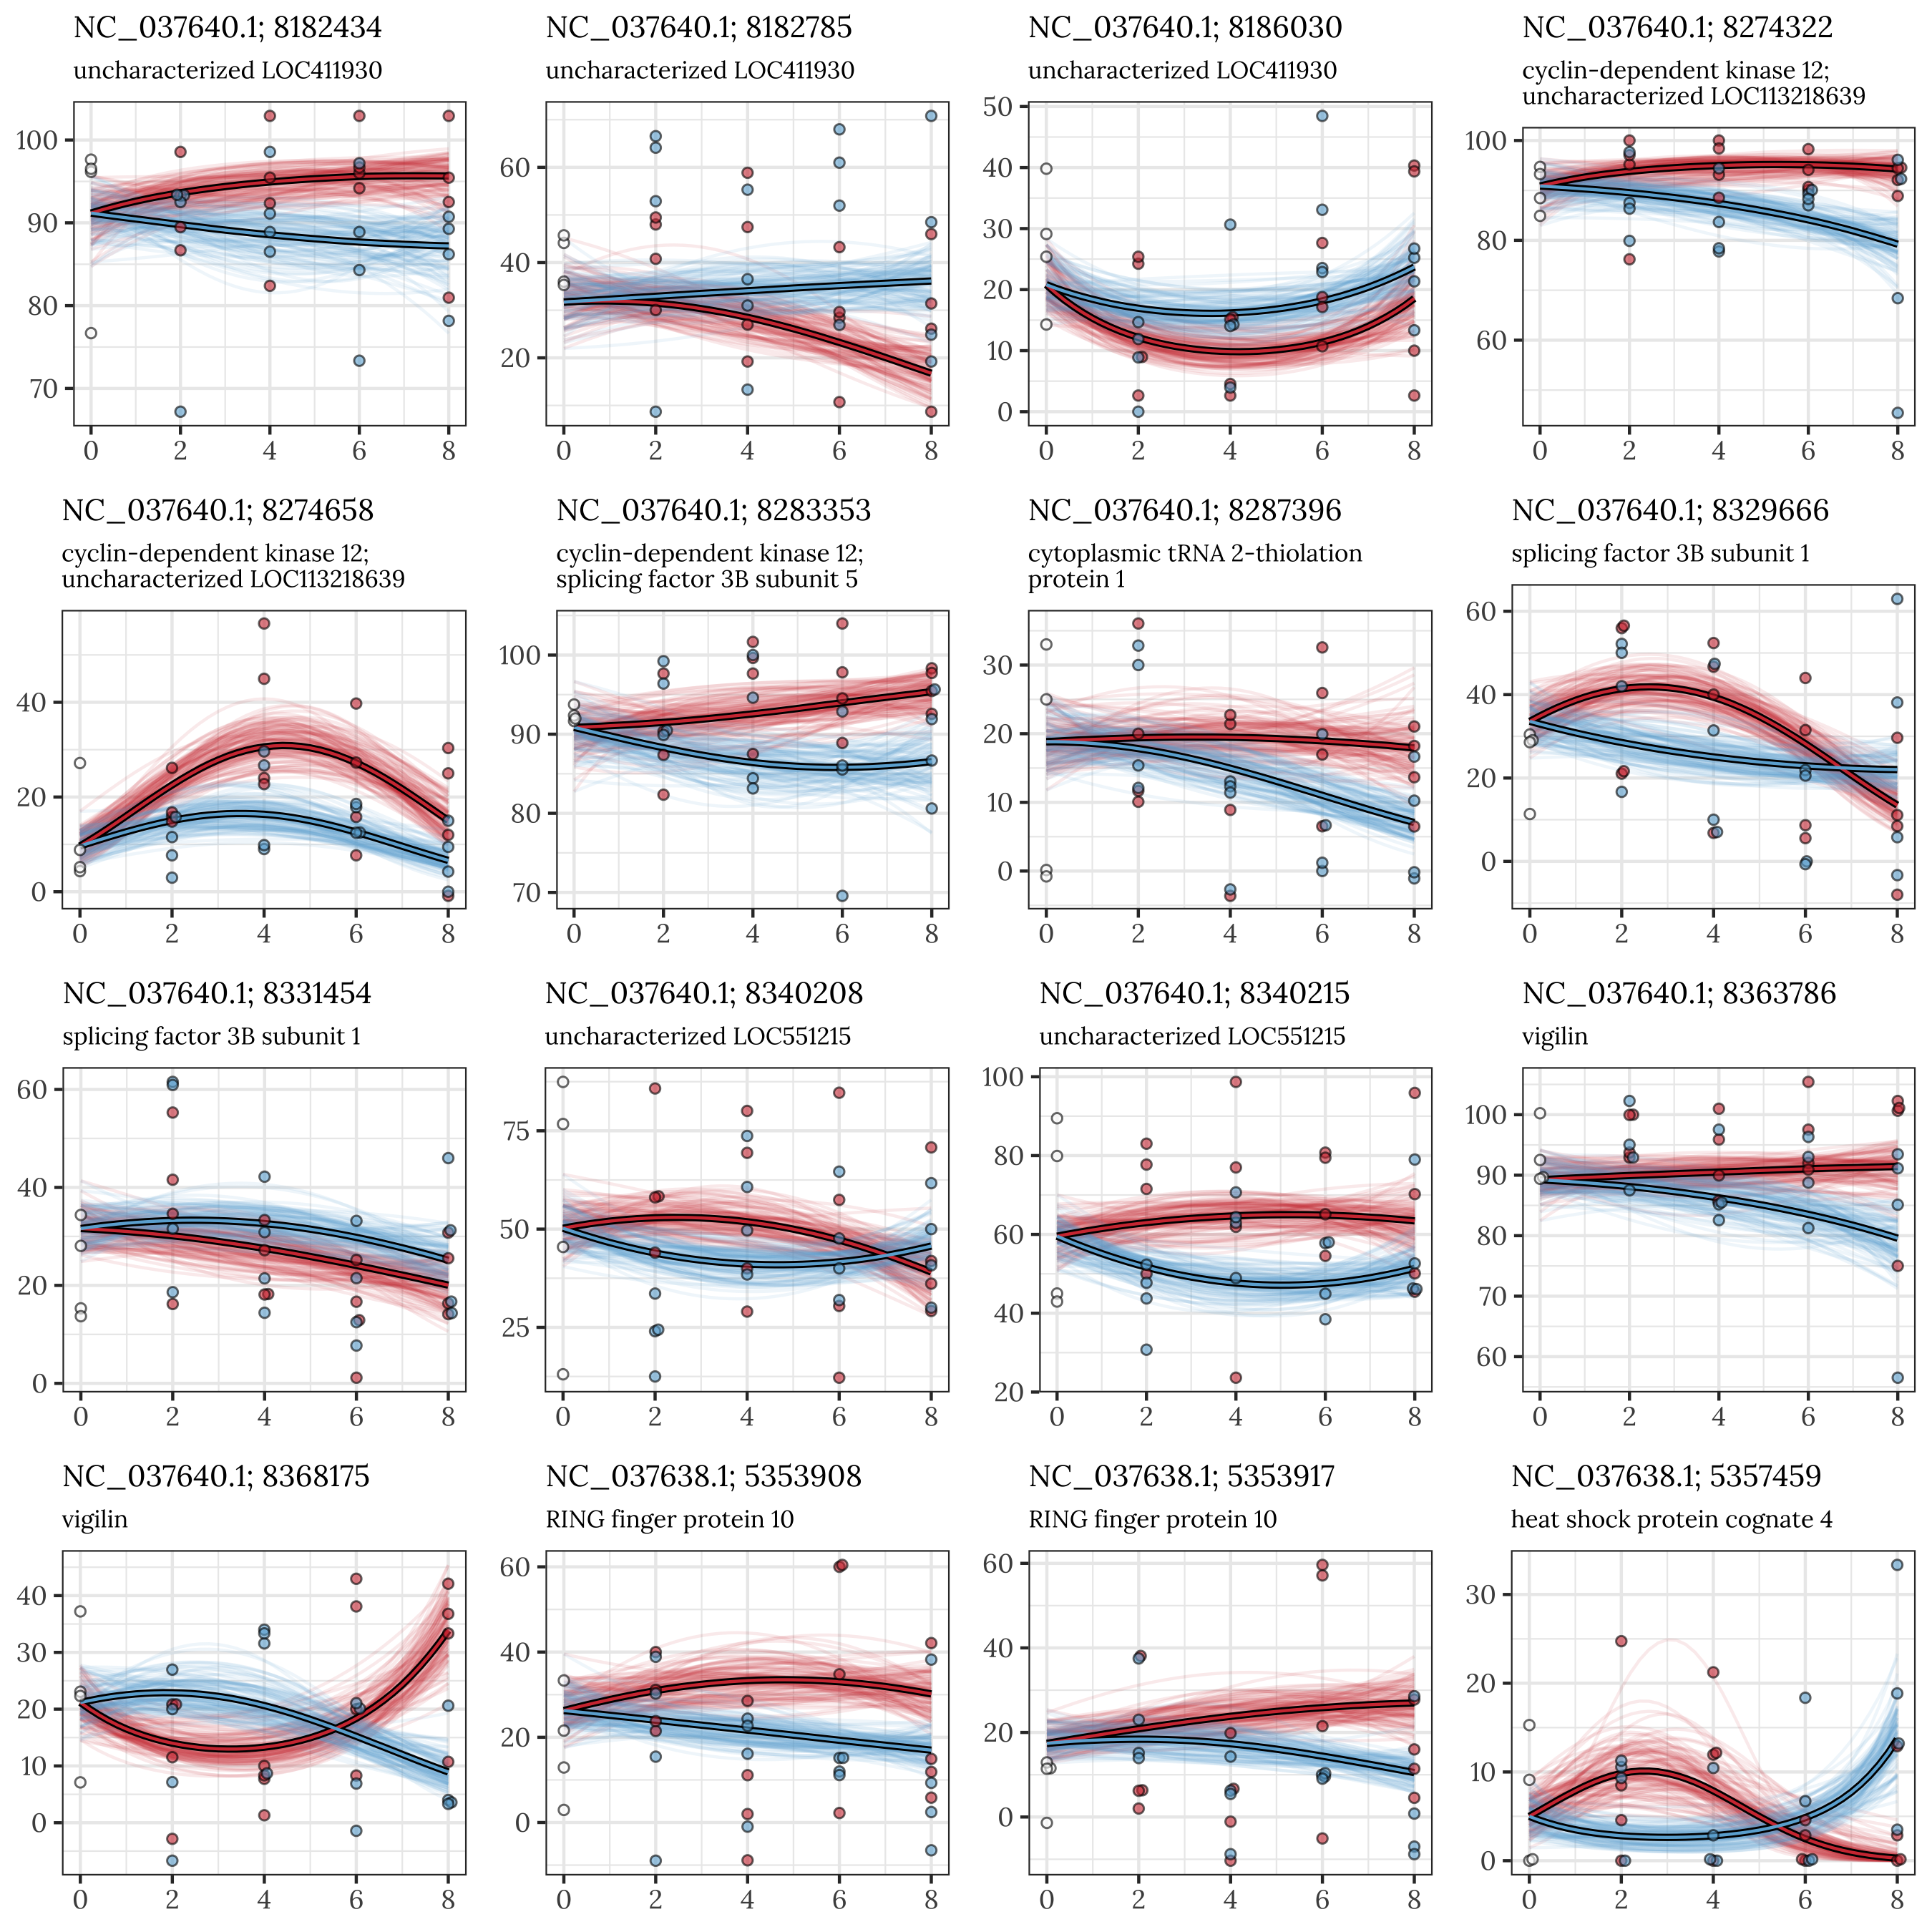 NC_037640.1; 8182434
uncharacterized LOC411930
100
90
80
70
0 2 4 6 8
NC_037640.1; 8182785
uncharacterized LOC411930
60
40
20
0 2 4 6 8
NC_037640.1; 8186030
uncharacterized LOC411930
50
40
30
20
10
0
0 2 4 6 8
NC_037640.1; 8274322
cyclin-dependent kinase 12;
uncharacterized LOC113218639
100
80
60
0 2 4 6 8
NC_037640.1; 8274658
cyclin-dependent kinase 12;
uncharacterized LOC113218639
40
20
0
0 2 4 6 8
NC_037640.1; 8283353
cyclin-dependent kinase 12;
splicing factor 3B subunit 5
100
90
80
70
0 2 4 6 8
NC_037640.1; 8287396
cytoplasmic tRNA 2-thiolation
protein 1
30
20
10
0
0 2 4 6 8
NC_037640.1; 8329666
splicing factor 3B subunit 1
60
40
20
0
0 2 4 6 8
NC_037640.1; 8331454
splicing factor 3B subunit 1
60
40
20
0
0 2 4 6 8
NC_037640.1; 8340208
uncharacterized LOC551215
75
50
25
0 2 4 6 8
NC_037640.1; 8340215
uncharacterized LOC551215
100
80
60
40
20
0 2 4 6 8
NC_037640.1; 8363786
vigilin
100
90
80
70
60
0 2 4 6 8
NC_037640.1; 8368175
vigilin
40
30
20
10
0
0 2 4 6 8
NC_037638.1; 5353908
RING finger protein 10
60
40
20
0
0 2 4 6 8
NC_037638.1; 5353917
RING finger protein 10
60
40
20
0
0 2 4 6 8
NC_037638.1; 5357459
heat shock protein cognate 4
30
20
10
0
0 2 4 6 8